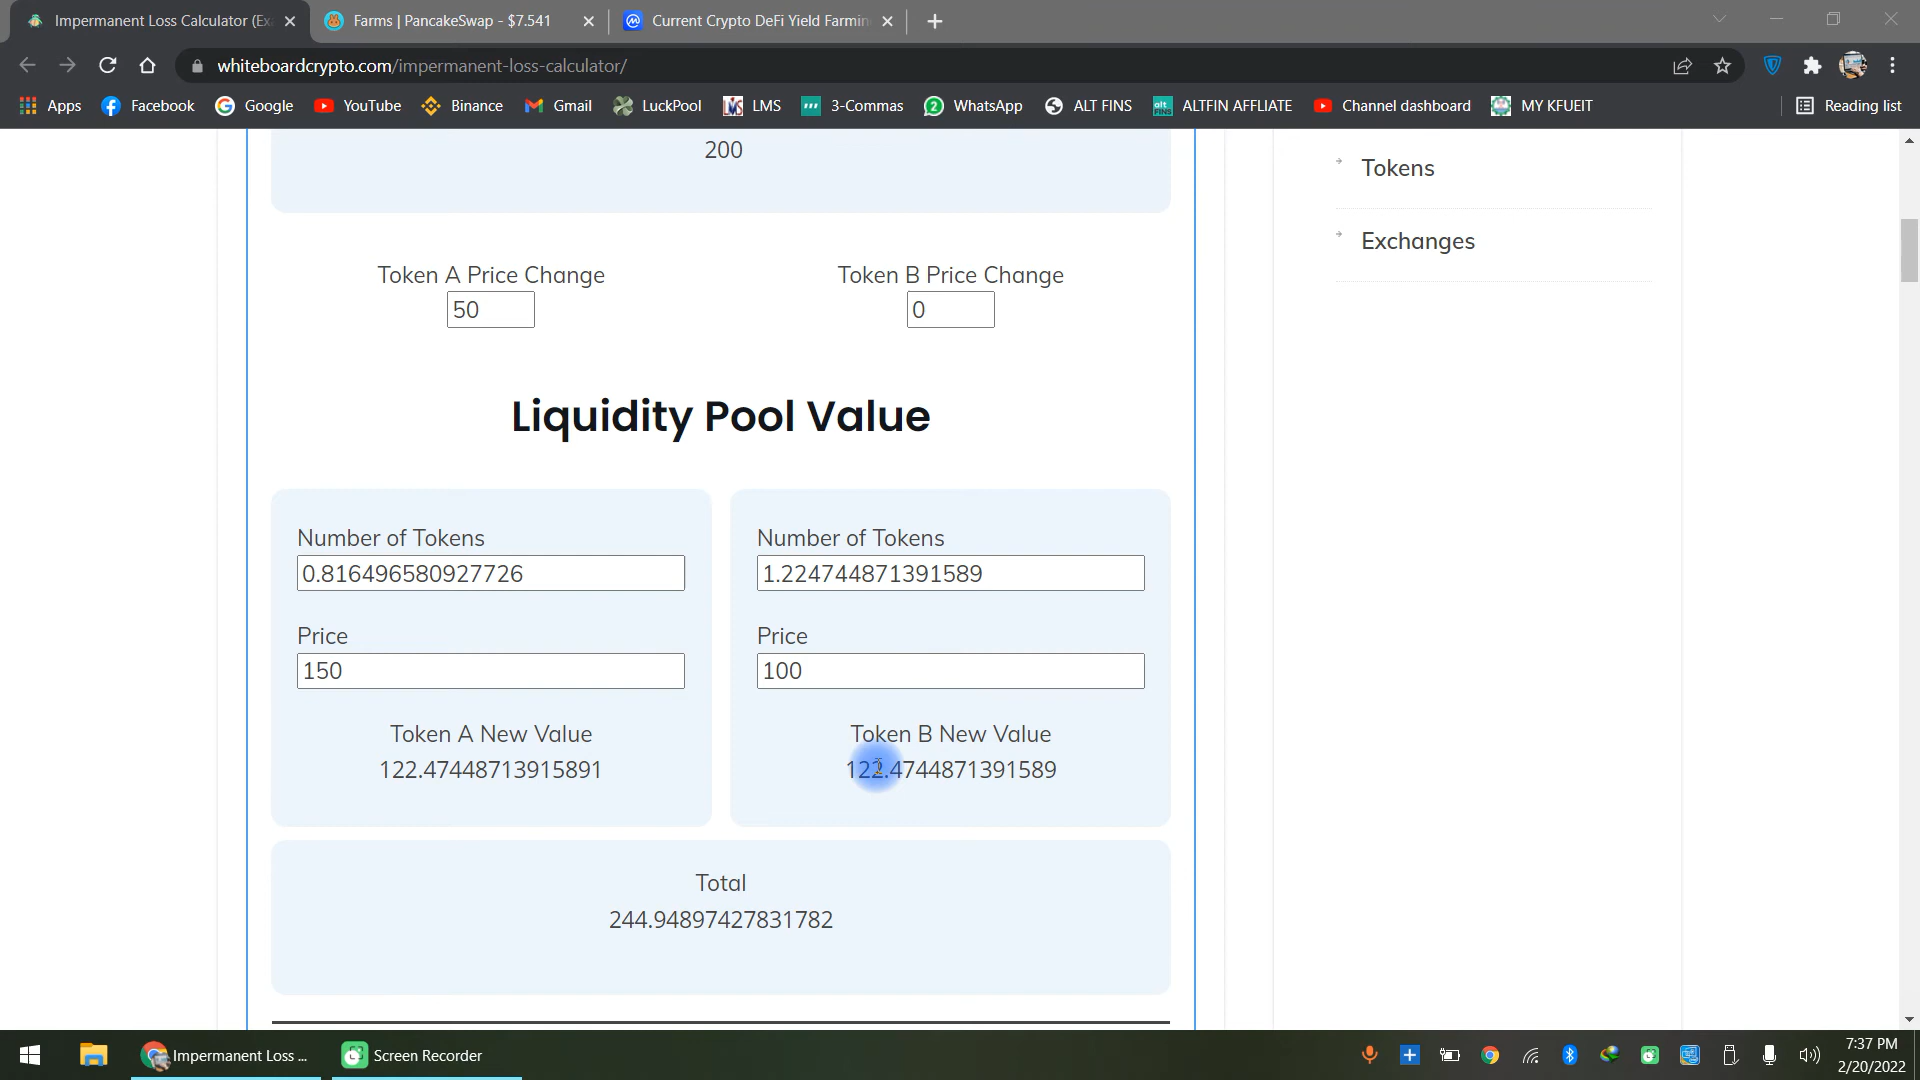 Impermanent Loss Calculator (Ex
Farms | PancakeSwap - $7.541
Current Crypto DeFi Yield Farmin
whiteboardcrypto.com/impermanent-loss-calculator/
Apps
Facebook
Google
YouTube
Binance
Gmail
LuckPool
LMS
3-Commas
WhatsApp
ALT FINS
ALTFIN AFFLIATE
Channel dashboard
MY KFUEIT
Reading list
200
Tokens
Exchanges
Token A Price Change
Token B Price Change
50
0
Liquidity Pool Value
Number of Tokens
Number of Tokens
0.816496580927726
1.224744871391589
Price
Price
150
100
Token A New Value
Token B New Value
122.47448713915891
122.4744871391589
Total
244.94897427831782
Impermanent Loss ...
Screen Recorder
7:37 PM
2/20/2022